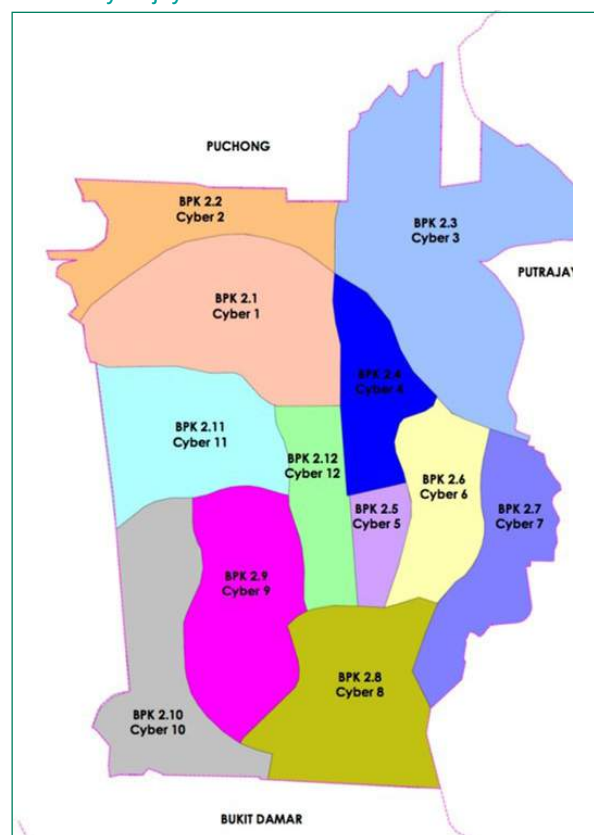 PUCHONG
BPK 2.2
Cyber 2
BPK 2.3
Cyber 3
PUTRAJAY
BPK 2.1
Cyber 1
BPK 2.4
Cyber 4
BPK 2.11
Cyber 11
BPK 2.12
Cyber 12
BPK 2.6
Cyber 6
BPK 2.5
Cyber 5
BPK 2.7
Cyber 7
BPK 2.9
Cyber 9
BPK 2.8
Cyber 8
BPK 2.10
Cyber 10
BUKIT DAMAR